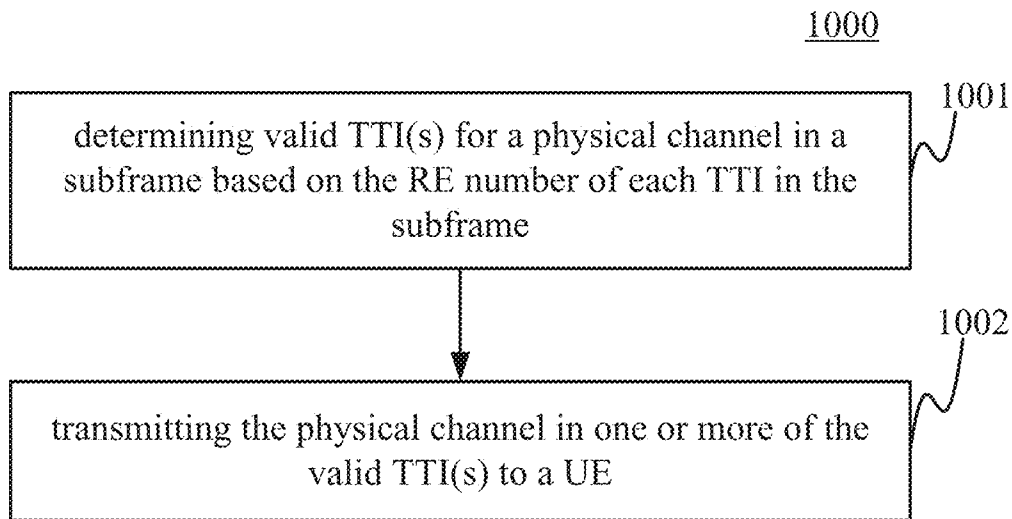 1000
1001
determining valid TTI(s) for a physical channel in a
subframe based on the RE number of each TTI in the
subframe
1002
transmitting the physical channel in one or more of the
valid TTI(s) to a UE